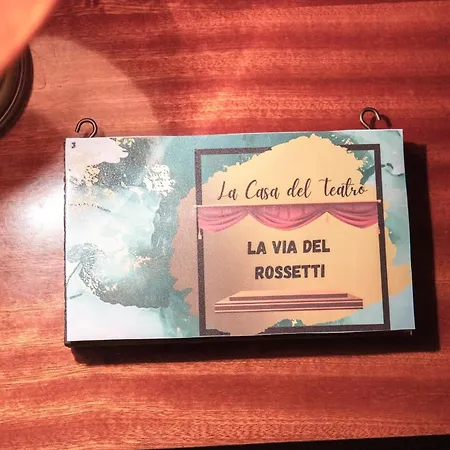 La Casa del Teatro
LA VIA DEL
ROSSETTI